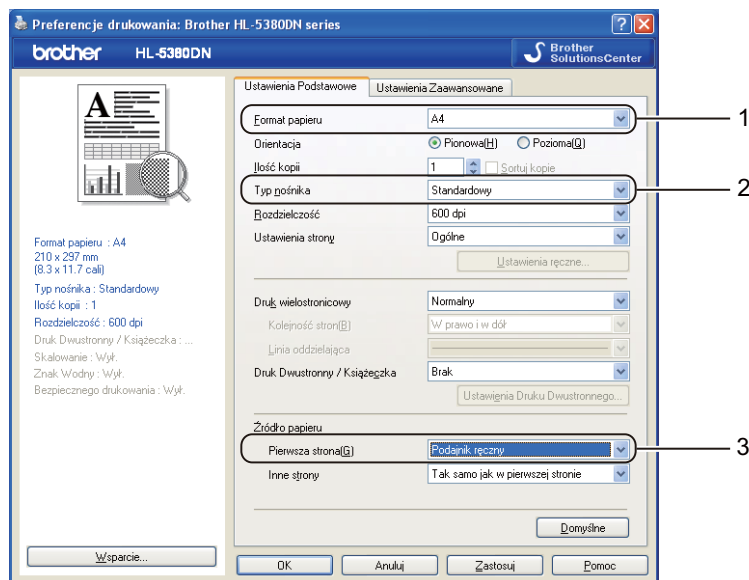 Preferencje drukowania: Brother HL-5380DN series
brother HL-5380DN
Brother
SolutionsCenter
A
Format papieru : A4
210 x 297 mm
(8.3 x 11.7 cali)
Typ nośnika : Standardowy
Ilość kopii : 1
Rozdzielczość : 600 dpi
Druk Dwustronny / Książeczka : ...
Skalowanie : Wył.
Znak Wodny : Wył.
Bezpiecznego drukowania : Wył.
Wsparcie...
Ustawienia Podstawowe Ustawienia Zaawansowane
Format papieru A4 1
Orientacja Pionowa(H) Pozioma(Q)
Ilość kopii 1 Sortuj kopie
Typ nośnika Standardowy 2
Rozdzielczość 600 dpi
Ustawienia strony Ogólne
Ustawienia ręczne...
Druk wielostronicowy Normalny
Kolejność stron(B) W prawo i w dół
Linia oddzielająca
Druk Dwustronny / Książeczka Brak
Ustawienia Druku Dwustronnego...
Źródło papieru
Pierwsza strona(G) Podajnik ręczny 3
Inne strony Tak samo jak w pierwszej stronie
Domyślne
OK Anuluj Zastosuj Pomoc